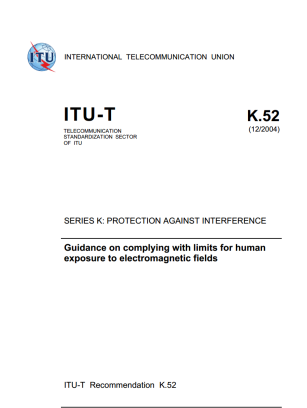 ITU
INTERNATIONAL TELECOMMUNICATION UNION
ITU-T
K.52
TELECOMMUNICATION
STANDARDIZATION SECTOR
OF ITU
(12/2004)
SERIES K: PROTECTION AGAINST INTERFERENCE
Guidance on complying with limits for human
exposure to electromagnetic fields
ITU-T Recommendation K.52